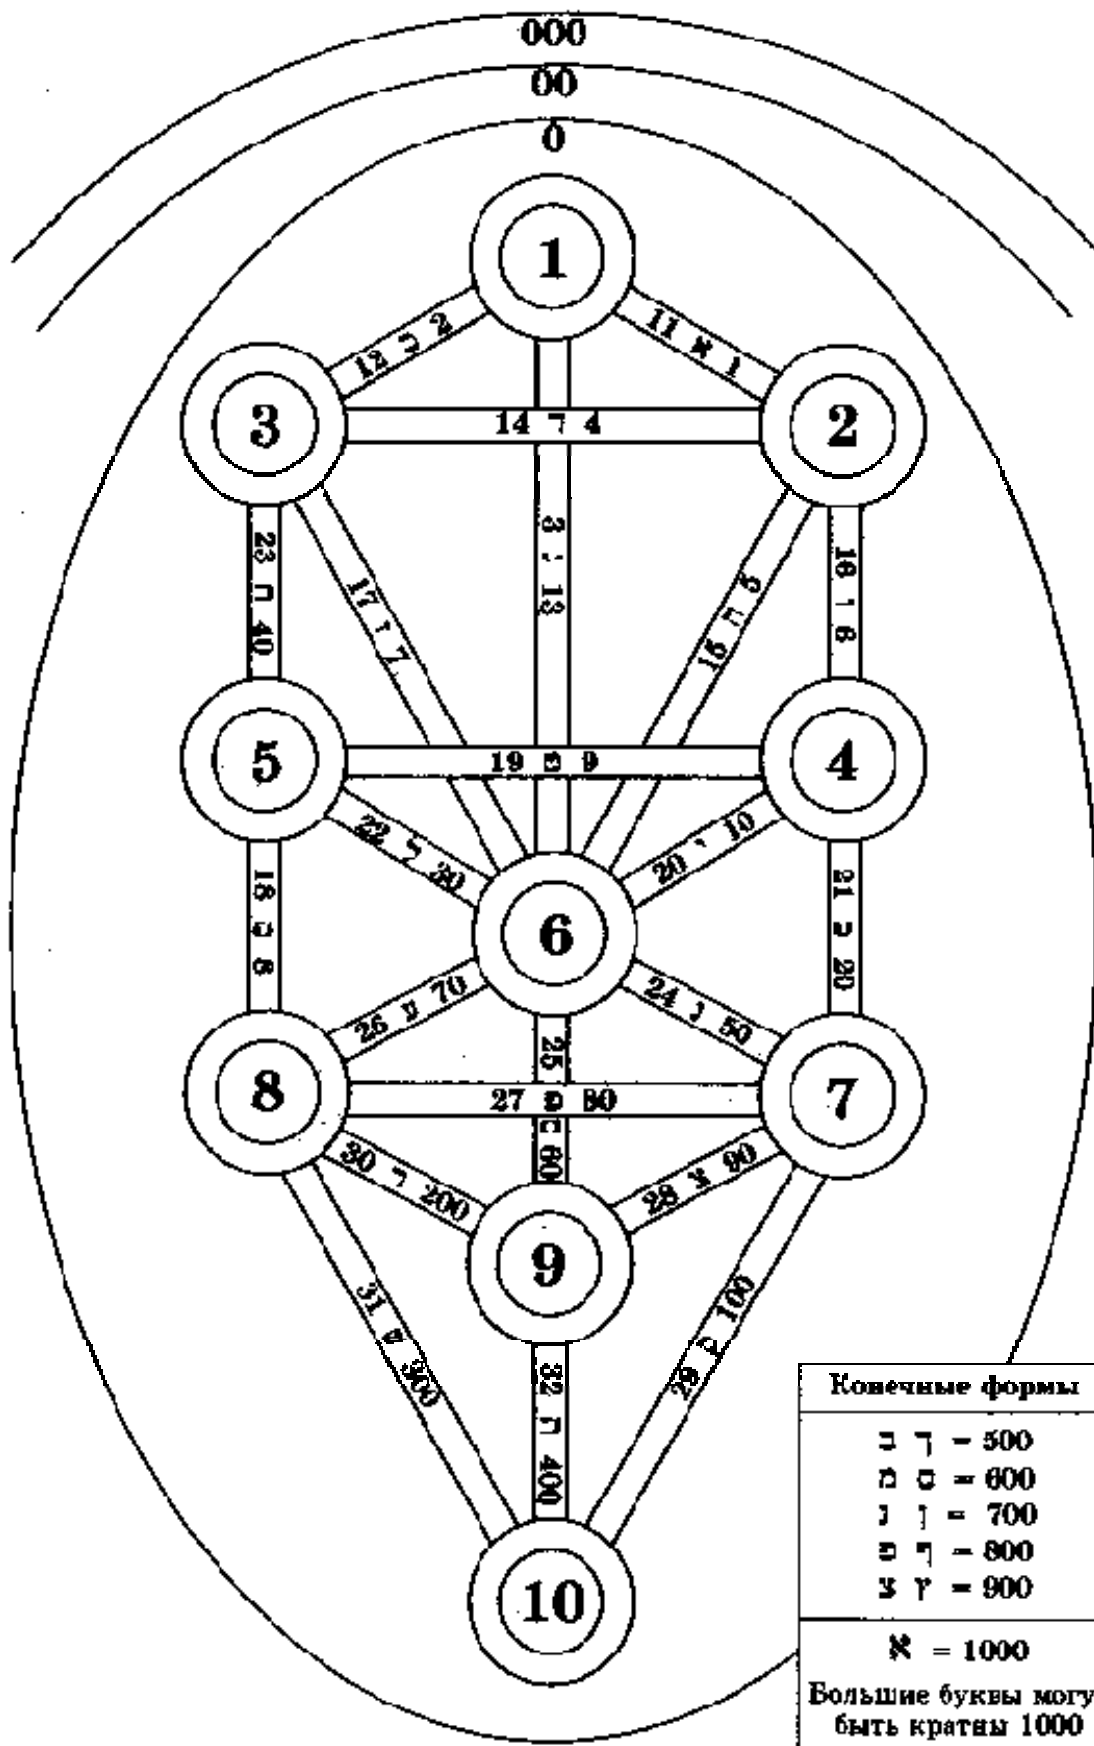 000
00
0
1
12 כ 2
11 א 1
3
2
14 ד 4
3 ג 13
23 ח 40
17 ז 7
15 ה 5
16 ו 6
5
4
19 ט 9
22 ל 30
20 י 10
6
18 8
21 כ 20
26 ע 70
24 נ 50
25 ס 60
8
7
27 פ 80
30 ר 200
28 צ 90
9
31 ש 300
32 ת 400
29 ק 100
10
Конечные формы
כ ך = 500
מ ם = 600
נ ן = 700
פ ף = 800
צ ץ = 900
א = 1000
Большие буквы могу
быть кратны 1000